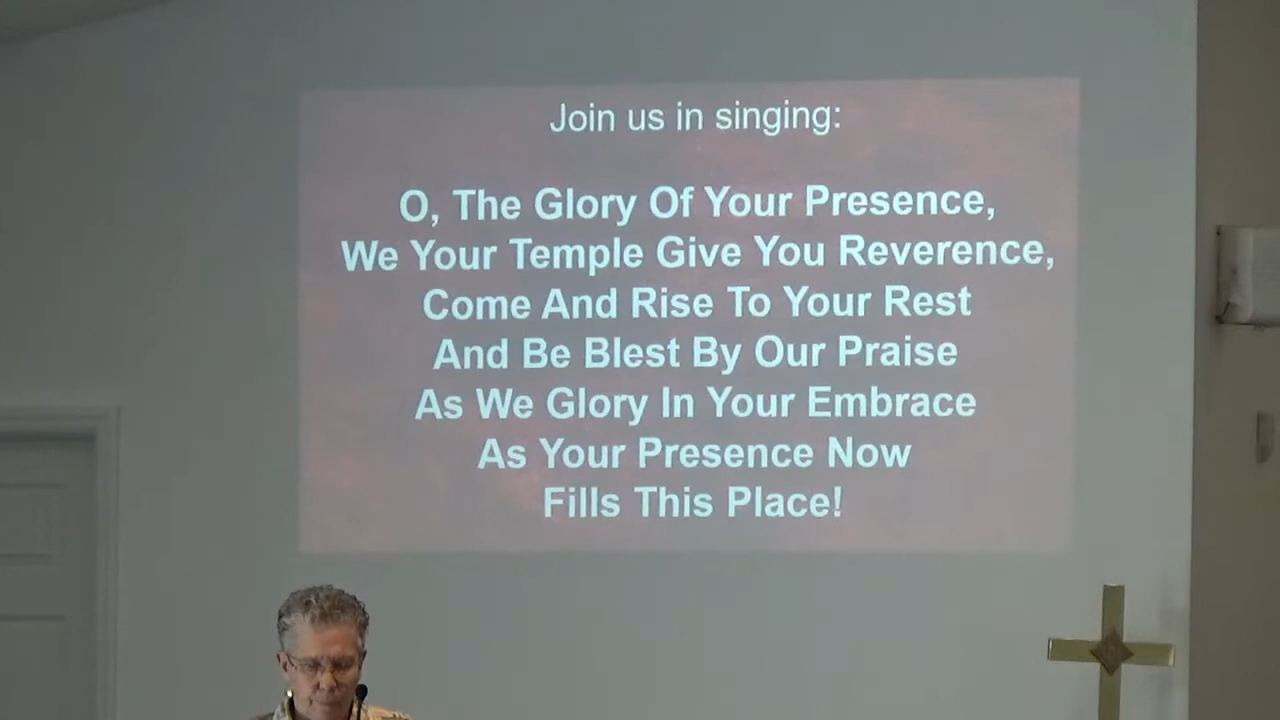 Join us in singing:
O, The Glory Of Your Presence,
We Your Temple Give You Reverence,
Come And Rise To Your Rest
And Be Blest By Our Praise
As We Glory In Your Embrace
As Your Presence Now
Fills This Place!